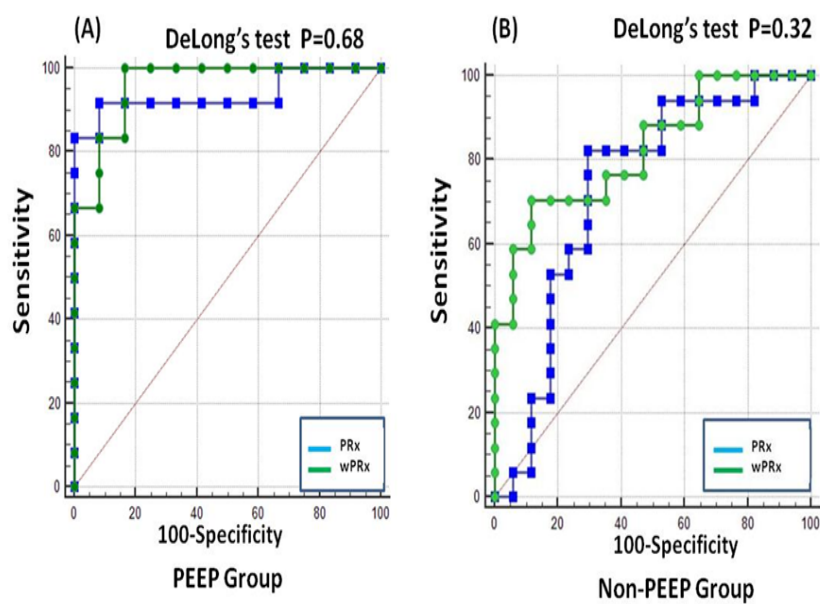 (A)
DeLong's test P=0.68
100
80
60
40
20
0
Sensitivity
PRx
wPRx
0 20 40 60 80 100
100-Specificity
PEEP Group
(B)
DeLong's test P=0.32
100
80
60
40
20
0
Sensitivity
PRx
wPRx
0 20 40 60 80 100
100-Specificity
Non-PEEP Group